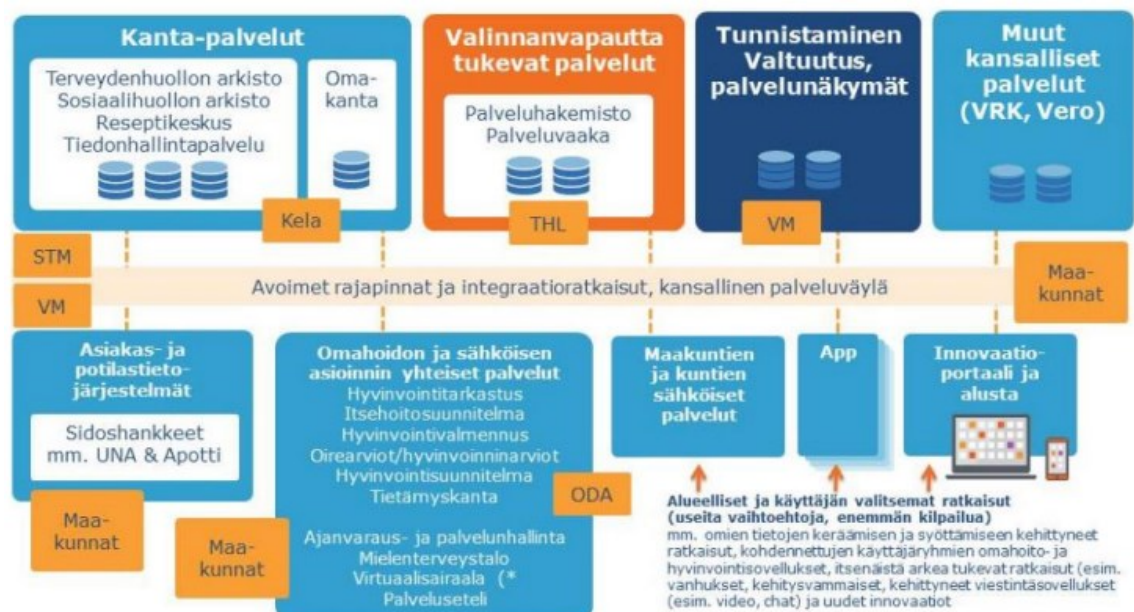 Kanta-palvelut
Terveydenhuollon arkisto
Sosiaalihuollon arkisto
Reseptikeskus
Tiedonhallintapalvelu
Oma-
kanta
Kela
Valinnanvapautta
tukevat palvelut
Palveluhakemisto
Palveluvaaka
THL
Tunnistaminen
Valtuutus,
palvelunäkymät
VM
Muut
kansalliset
palvelut
(VRK, Vero)
STM
VM
Avoimet rajapinnat ja integraatioratkaisut, kansallinen palveluväylä
Maa-
kunnat
Asiakas- ja
potilastieto-
järjestelmät
Sidoshankkeet
mm. UNA & Apotti
Maa-
kunnat
Omahoidon ja sähköisen
asioinnin yhteiset palvelut
Hyvinvointitarkastus
Itsehoitosuunnitelma
Hyvinvointivalmennus
Oirearviot/hyvinvoinninarviot
Hyvinvointisuunnitelma
Tietämyskanta
ODA
Ajanvaraus- ja palvelunhallinta
Mielenterveystalo
Virtuaalisairaala (*
Palveluseteli
Maa-
kunnat
Maakuntien
ja kuntien
sähköiset
palvelut
App
Innovaatio-
portaali ja
alusta
Alueelliset ja käyttäjän valitsemat ratkaisut
(useita vaihtoehtoja, enemmän kilpailua)
mm. omien tietojen keräämisen ja syöttämiseen kehittyneet
ratkaisut, kohdennettujen käyttäjäryhmien omahoito- ja
hyvinvointisovellukset, itsenäistä arkea tukevat ratkaisut (esim.
vanhukset, kehitysvammaiset, kehittyneet viestintäsovellukset
(esim. video, chat) ja uudet innovaatiot